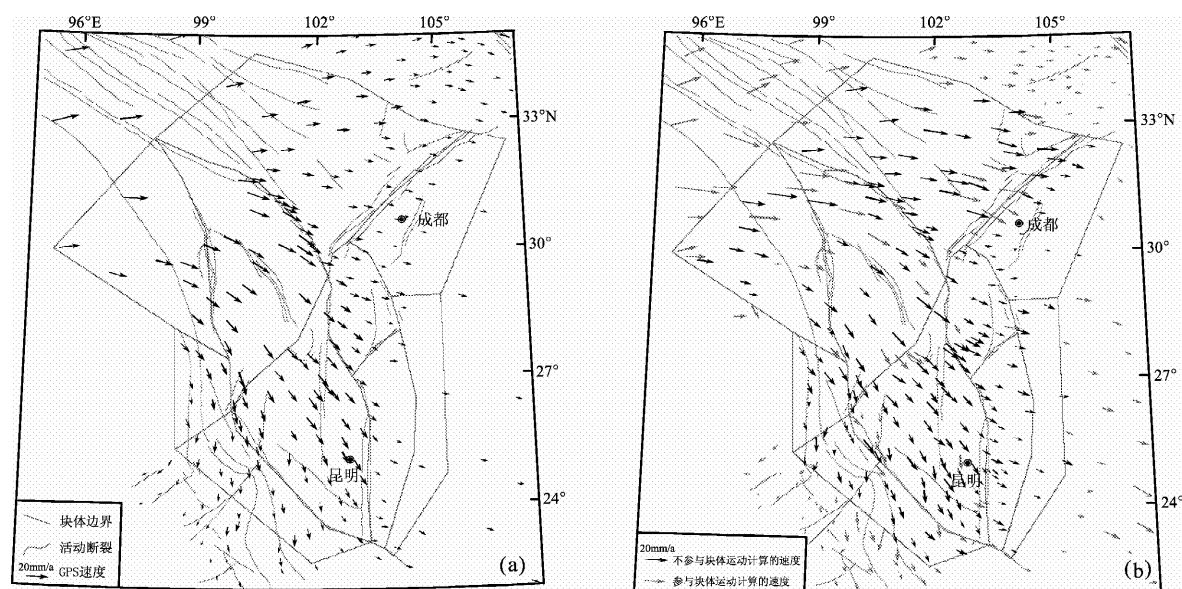 96°E 99° 102° 105°
33°N
成都
30°
27°
昆明
24°
块体边界
活动断裂
20mm/a GPS速度
(a)
96°E 99° 102° 105°
33°N
成都
30°
27°
昆明
24°
20mm/a
不参与块体运动计算的速度
参与块体运动计算的速度
(b)